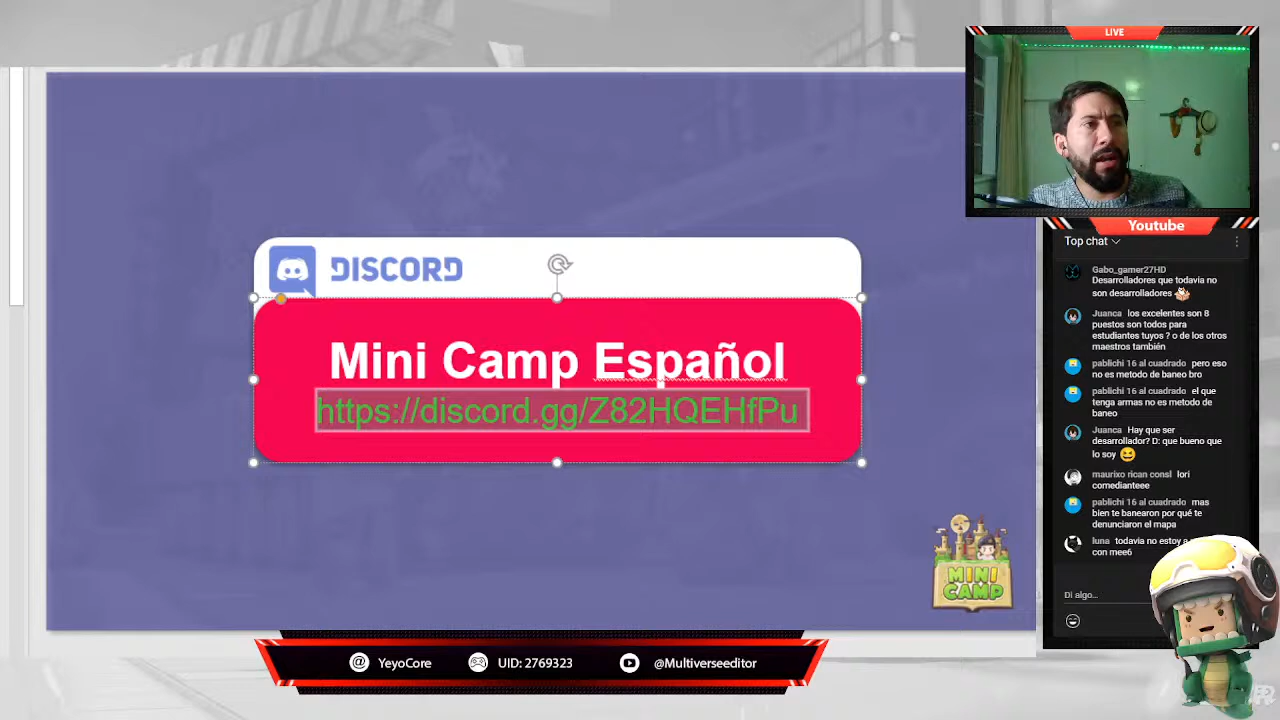 LIVE
DISCORD
Mini Camp Español
https://discord.gg/Z82HQEHfPu
MINI
CAMP
Youtube
Top chat
Gabo_gamer27HD
Desarrolladores que todavia no
son desarrolladores
Juanca los excelentes son 8
puestos son todos para
estudiantes tuyos ? o de los otros
maestros también
pablichi 16 al cuadrado pero eso
no es metodo de baneo bro
pablichi 16 al cuadrado el que
tenga armas no es metodo de
baneo
Juanca Hay que ser
desarrollador? D: que bueno que
lo soy
maurixo rican consl lori
comedianteee
pablichi 16 al cuadrado mas
bien te banearon por qué te
denunciaron el mapa
luna todavia no estoy a
con mee6
Di algo...
YeyoCore
UID: 2769323
@Multiverseeditor